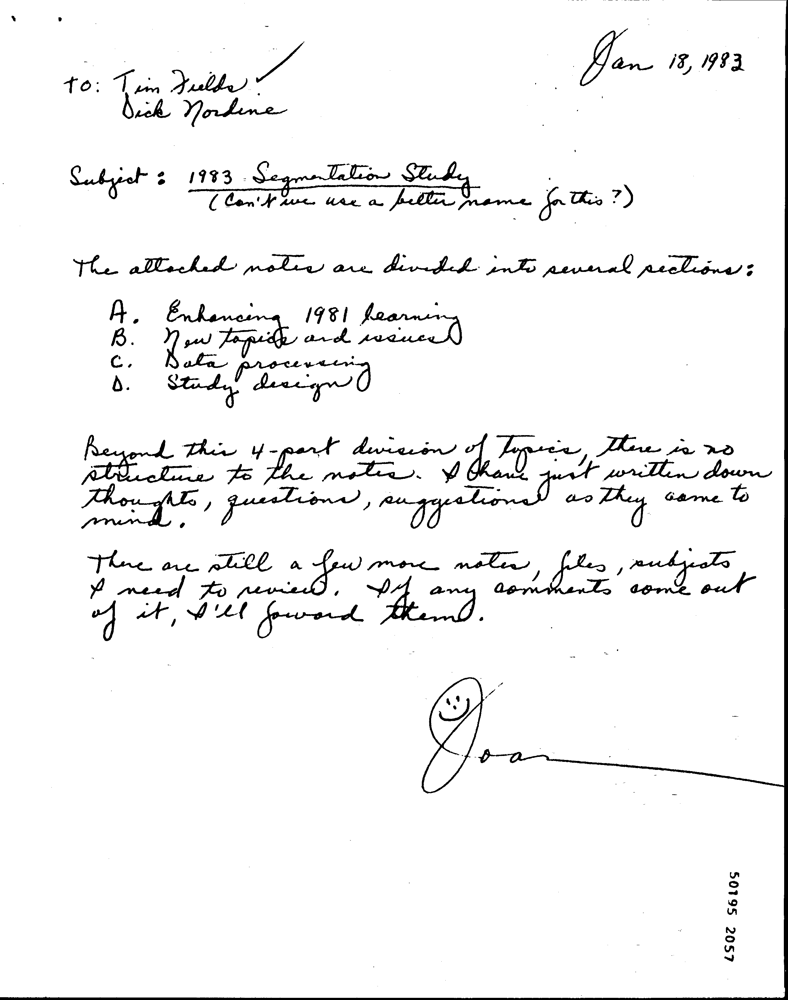 Jan 18, 1983
TO: Tim Fields ✓
Dick Nordine
Subject: 1983 Segmentation Study
(Can't we use a better name for this?)
The attached notes are divided into several sections:
A. Enhancing 1981 learning
B. New topics and issues
C. Data processing
D. Study design
Beyond this 4-part division of topics, there is no
structure to the notes. I have just written down
thoughts, questions, suggestions as they came to
mind.
There are still a few more notes, files, subjects
I need to review. If any comments come out
of it, I'll foward them.
Joan
50195 2057